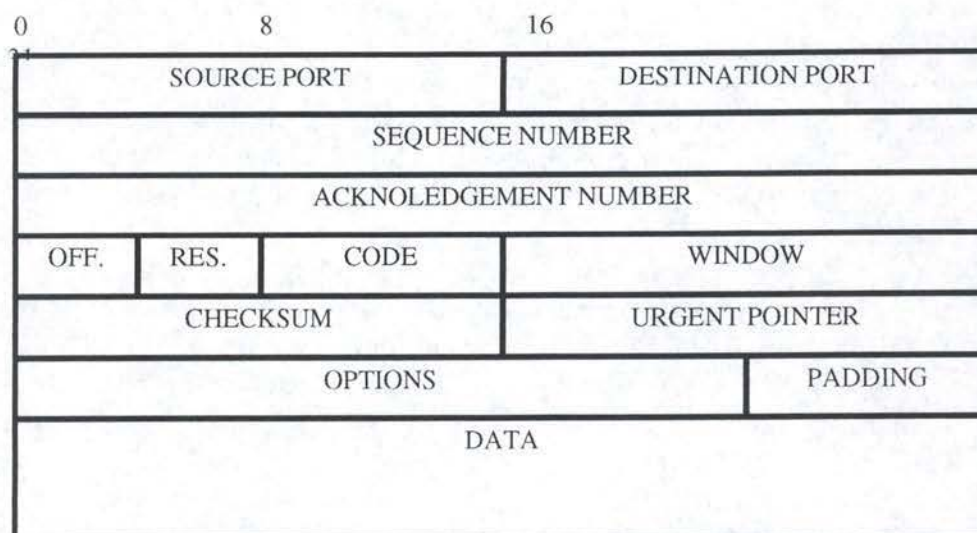 0 8 16
31
SOURCE PORT DESTINATION PORT
SEQUENCE NUMBER
ACKNOLEDGEMENT NUMBER
OFF. RES. CODE WINDOW
CHECKSUM URGENT POINTER
OPTIONS PADDING
DATA